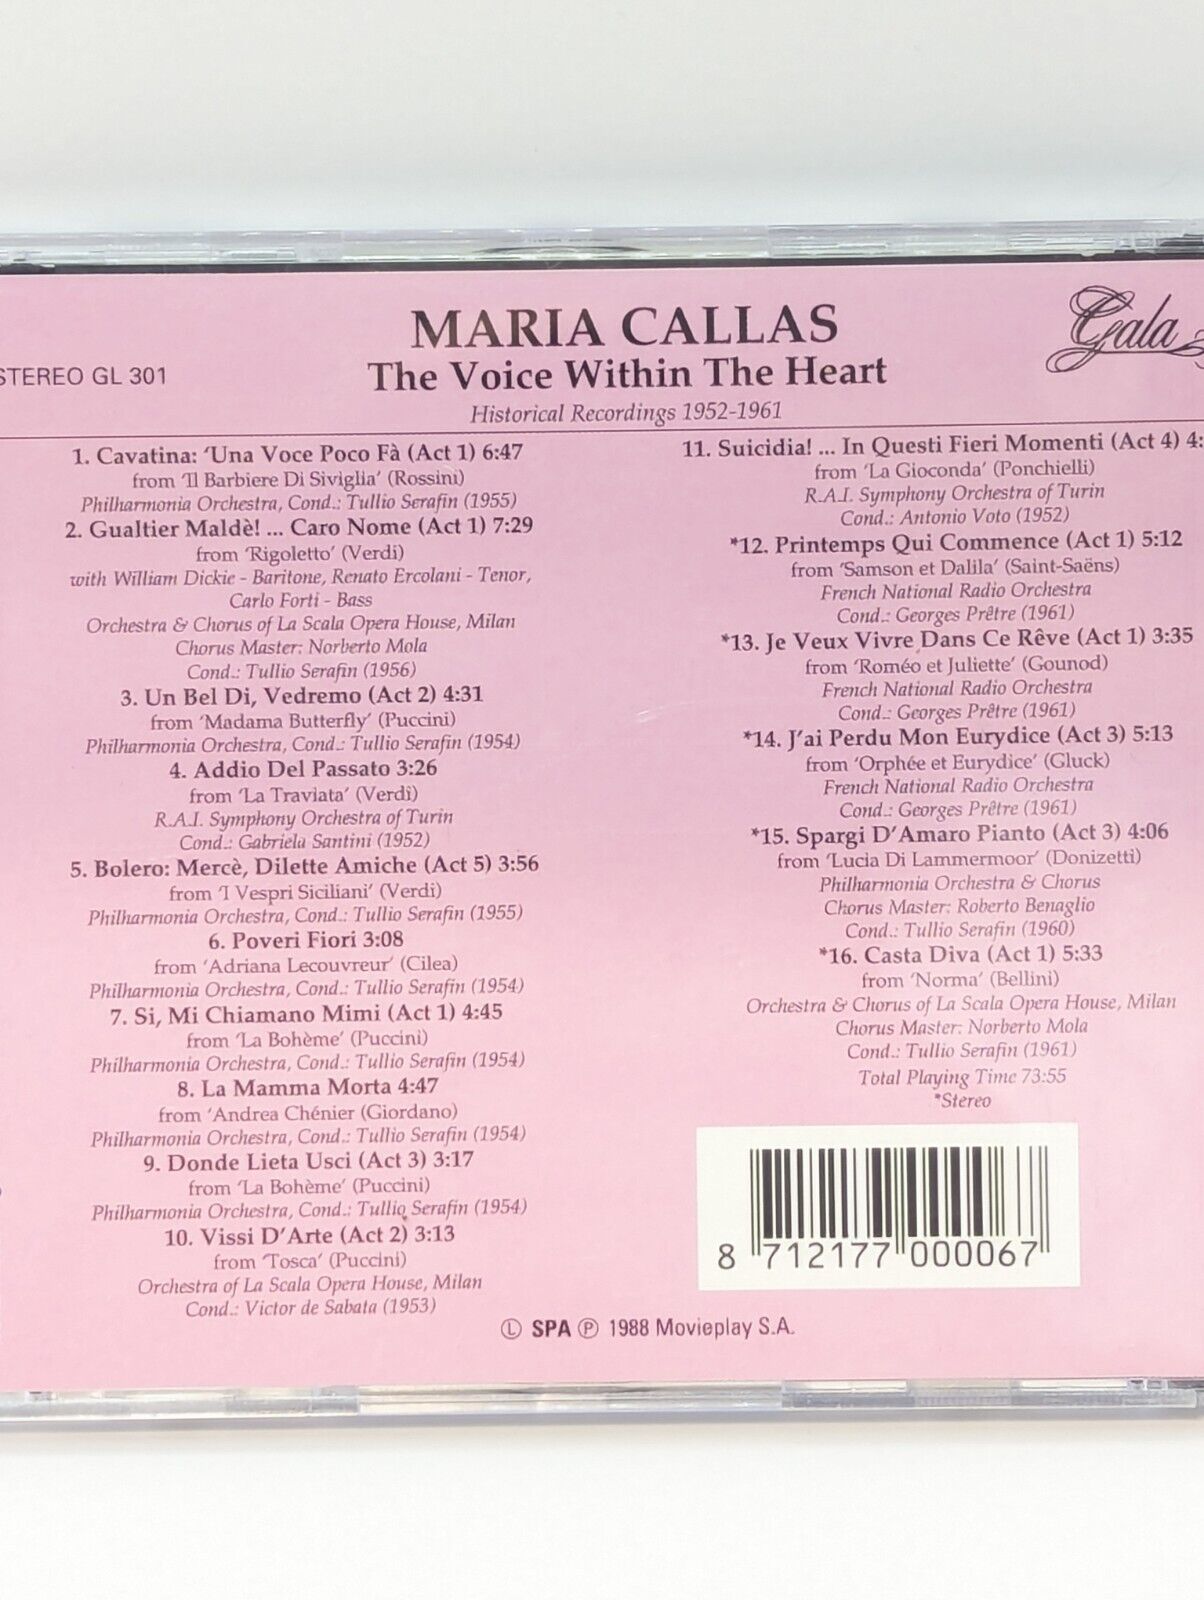 STEREO GL 301
MARIA CALLAS
The Voice Within The Heart
Historical Recordings 1952-1961
Gala
1. Cavatina: 'Una Voce Poco Fà (Act 1) 6:47
from 'Il Barbiere Di Siviglia' (Rossini)
Philharmonia Orchestra, Cond.: Tullio Serafin (1955)
2. Gualtier Maldè! ... Caro Nome (Act 1) 7:29
from 'Rigoletto' (Verdi)
with William Dickie - Baritone, Renato Ercolani - Tenor,
Carlo Forti - Bass
Orchestra & Chorus of La Scala Opera House, Milan
Chorus Master: Norberto Mola
Cond.: Tullio Serafin (1956)
3. Un Bel Di, Vedremo (Act 2) 4:31
from 'Madama Butterfly' (Puccini)
Philharmonia Orchestra, Cond.: Tullio Serafin (1954)
4. Addio Del Passato 3:26
from 'La Traviata' (Verdi)
R.A.I. Symphony Orchestra of Turin
Cond.: Gabriela Santini (1952)
5. Bolero: Mercè, Dilette Amiche (Act 5) 3:56
from 'I Vespri Siciliani' (Verdi)
Philharmonia Orchestra, Cond.: Tullio Serafin (1955)
6. Poveri Fiori 3:08
from 'Adriana Lecouvreur' (Cilea)
Philharmonia Orchestra, Cond.: Tullio Serafin (1954)
7. Si, Mi Chiamano Mimi (Act 1) 4:45
from 'La Bohème' (Puccini)
Philharmonia Orchestra, Cond.: Tullio Serafin (1954)
8. La Mamma Morta 4:47
from 'Andrea Chénier (Giordano)
Philharmonia Orchestra, Cond.: Tullio Serafin (1954)
9. Donde Lieta Usci (Act 3) 3:17
from 'La Bohème' (Puccini)
Philharmonia Orchestra, Cond.: Tullio Serafin (1954)
10. Vissi D'Arte (Act 2) 3:13
from 'Tosca' (Puccini)
Orchestra of La Scala Opera House, Milan
Cond.: Victor de Sabata (1953)
11. Suicidia! ... In Questi Fieri Momenti (Act 4) 4:
from 'La Gioconda' (Ponchielli)
R.A.I. Symphony Orchestra of Turin
Cond.: Antonio Voto (1952)
*12. Printemps Qui Commence (Act 1) 5:12
from 'Samson et Dalila' (Saint-Saëns)
French National Radio Orchestra
Cond.: Georges Prêtre (1961)
*13. Je Veux Vivre Dans Ce Rêve (Act 1) 3:35
from 'Roméo et Juliette' (Gounod)
French National Radio Orchestra
Cond.: Georges Prêtre (1961)
*14. J'ai Perdu Mon Eurydice (Act 3) 5:13
from 'Orphée et Eurydice' (Gluck)
French National Radio Orchestra
Cond.: Georges Prêtre (1961)
*15. Spargi D'Amaro Pianto (Act 3) 4:06
from 'Lucia Di Lammermoor' (Donizetti)
Philharmonia Orchestra & Chorus
Chorus Master: Roberto Benaglio
Cond.: Tullio Serafin (1960)
*16. Casta Diva (Act 1) 5:33
from 'Norma' (Bellini)
Orchestra & Chorus of La Scala Opera House, Milan
Chorus Master: Norberto Mola
Cond.: Tullio Serafin (1961)
Total Playing Time 73:55
*Stereo
8 712177 000067
Ⓛ SPA Ⓟ 1988 Movieplay S.A.